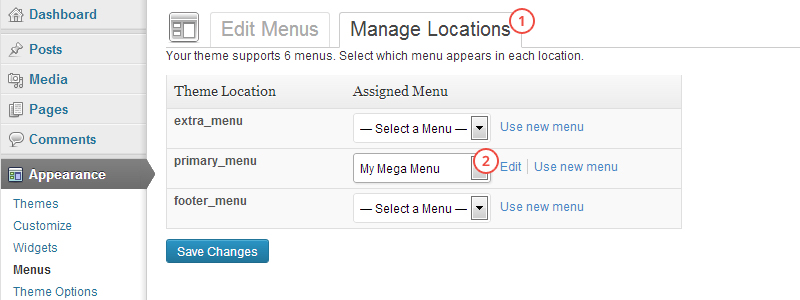 Dashboard
Posts
Media
Pages
Comments
Appearance
Themes
Customize
Widgets
Menus
Theme Options
Edit Menus Manage Locations 1
Your theme supports 6 menus. Select which menu appears in each location.
Theme Location Assigned Menu
extra_menu — Select a Menu — Use new menu
primary_menu My Mega Menu 2 Edit Use new menu
footer_menu — Select a Menu — Use new menu
Save Changes